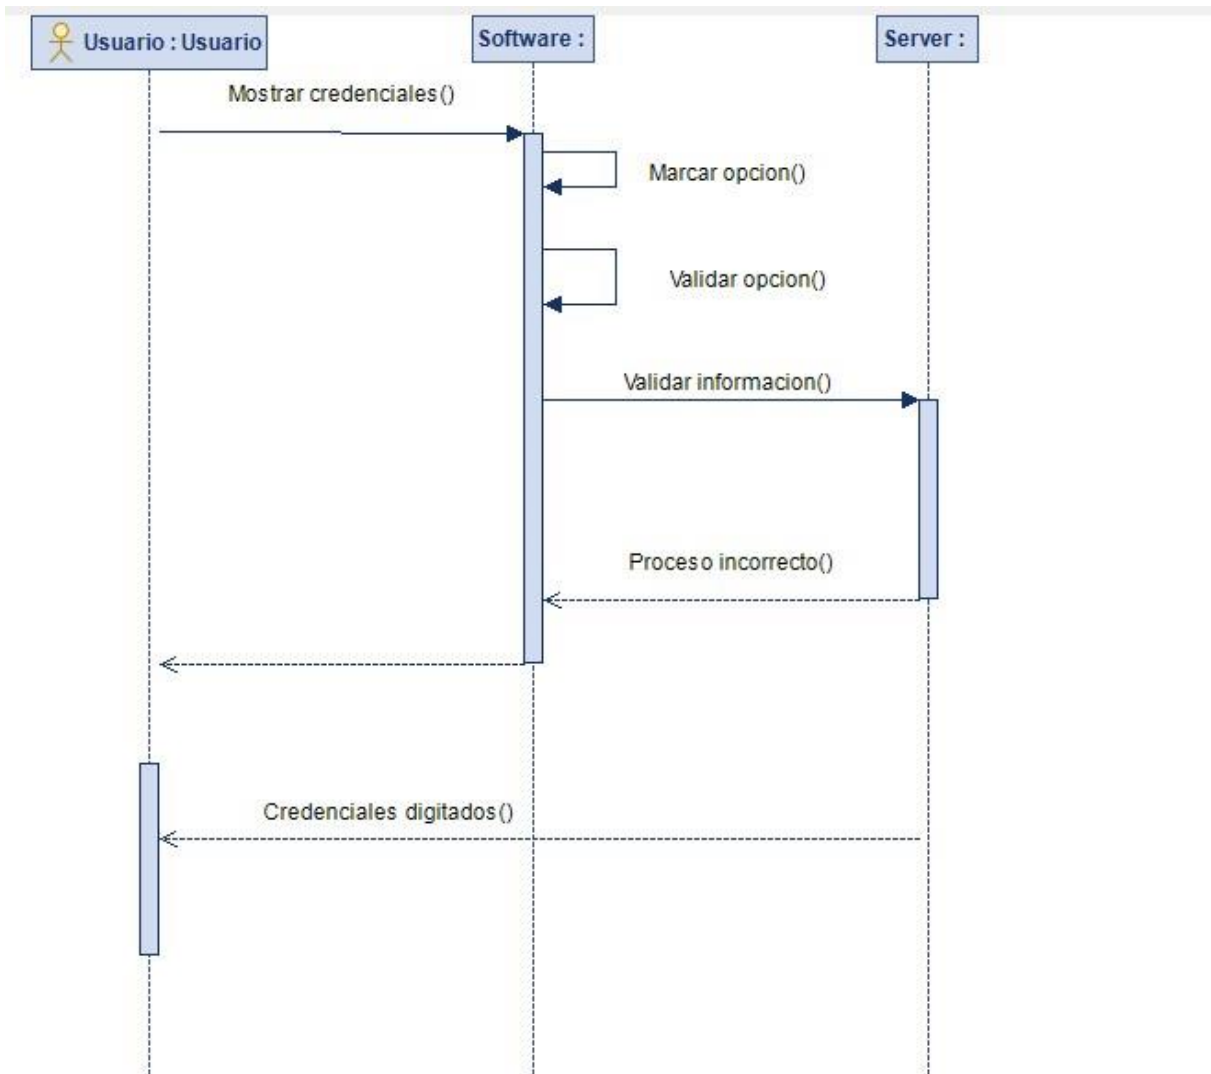 Usuario : Usuario
Software :
Server :
Mostrar credenciales()
Marcar opcion()
Validar opcion()
Validar informacion()
Proceso incorrecto()
Credenciales digitados()